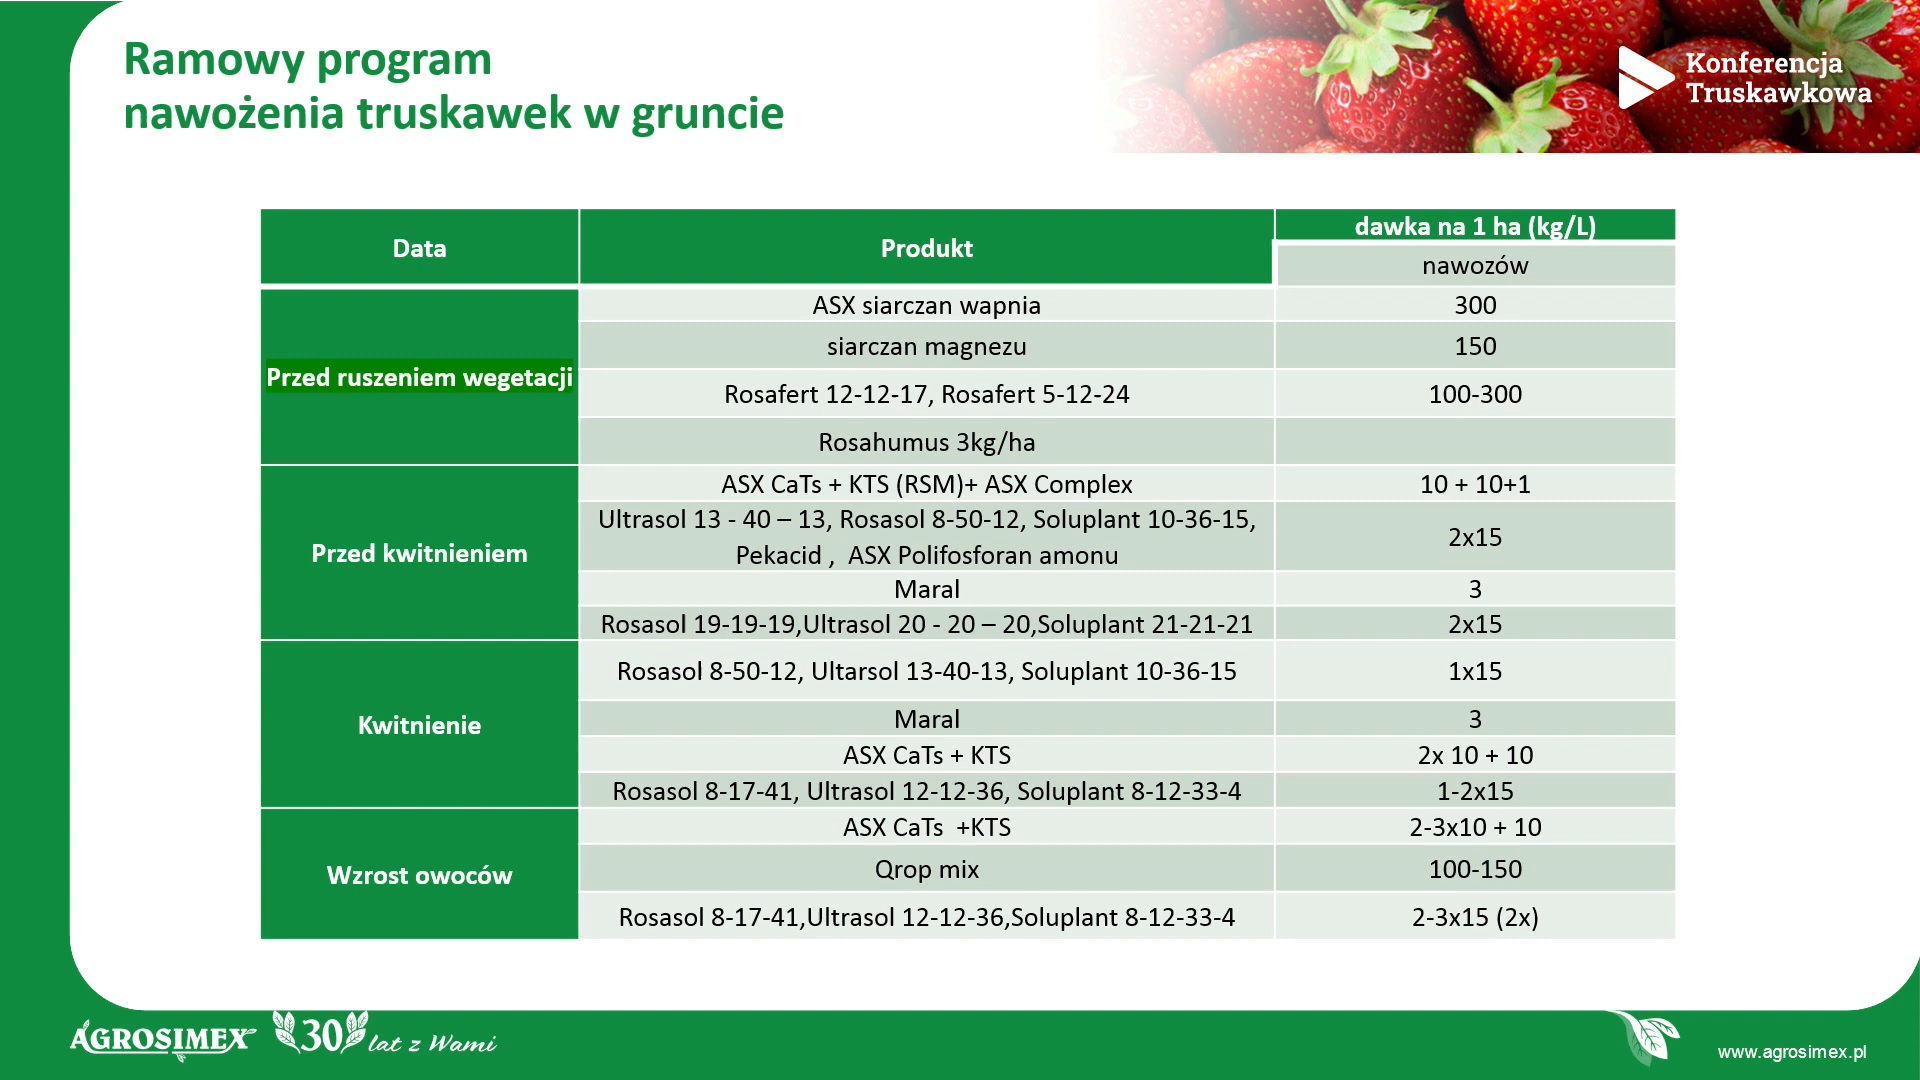 Ramowy program
nawożenia truskawek w gruncie
Konferencja
Truskawkowa
Data
Produkt
dawka na 1 ha (kg/L)
nawozów
Przed ruszeniem wegetacji
ASX siarczan wapnia
300
siarczan magnezu
150
Rosafert 12-12-17, Rosafert 5-12-24
100-300
Rosahumus 3kg/ha
Przed kwitnieniem
ASX CaTs + KTS (RSM)+ ASX Complex
10 + 10+1
Ultrasol 13 - 40 – 13, Rosasol 8-50-12, Soluplant 10-36-15,
Pekacid ,  ASX Polifosforan amonu
2x15
Maral
3
Rosasol 19-19-19,Ultrasol 20 - 20 – 20,Soluplant 21-21-21
2x15
Kwitnienie
Rosasol 8-50-12, Ultarsol 13-40-13, Soluplant 10-36-15
1x15
Maral
3
ASX CaTs + KTS
2x 10 + 10
Rosasol 8-17-41, Ultrasol 12-12-36, Soluplant 8-12-33-4
1-2x15
Wzrost owoców
ASX CaTs  +KTS
2-3x10 + 10
Qrop mix
100-150
Rosasol 8-17-41,Ultrasol 12-12-36,Soluplant 8-12-33-4
2-3x15 (2x)
AGROSIMEX
30 lat z Wami
www.agrosimex.pl